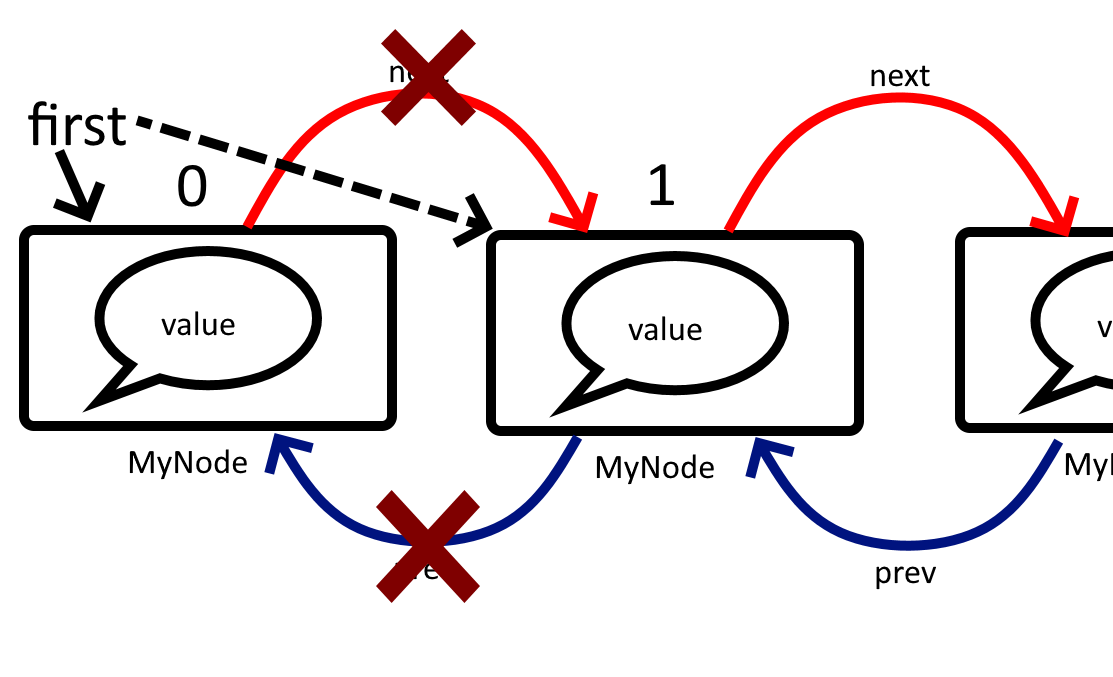 next
first
0
1
value
value
MyNode
MyNode
prev